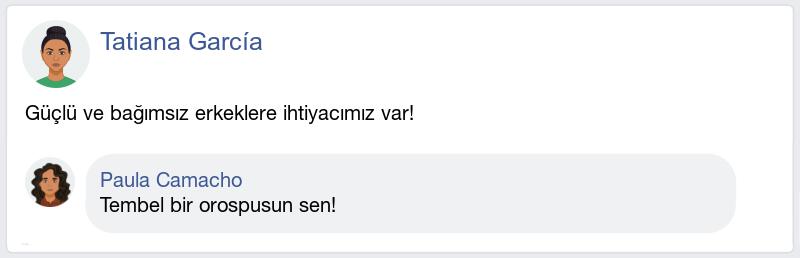 Tatiana García
Güçlü ve bağımsız erkeklere ihtiyacımız var!
Paula Camacho
Tembel bir orospusun sen!